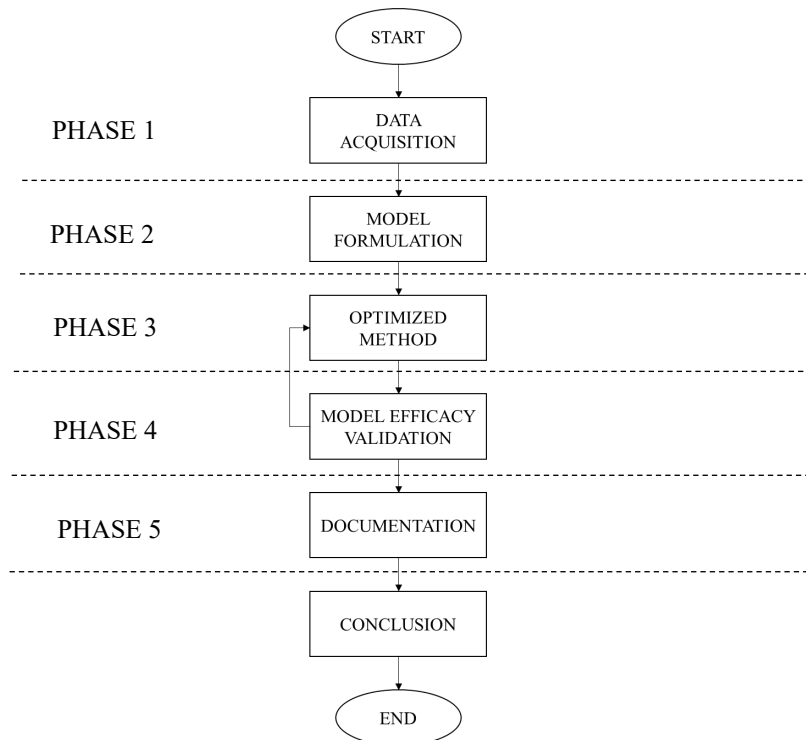 START
PHASE 1
DATA
ACQUISITION
PHASE 2
MODEL
FORMULATION
PHASE 3
OPTIMIZED
METHOD
PHASE 4
MODEL EFFICACY
VALIDATION
PHASE 5
DOCUMENTATION
CONCLUSION
END